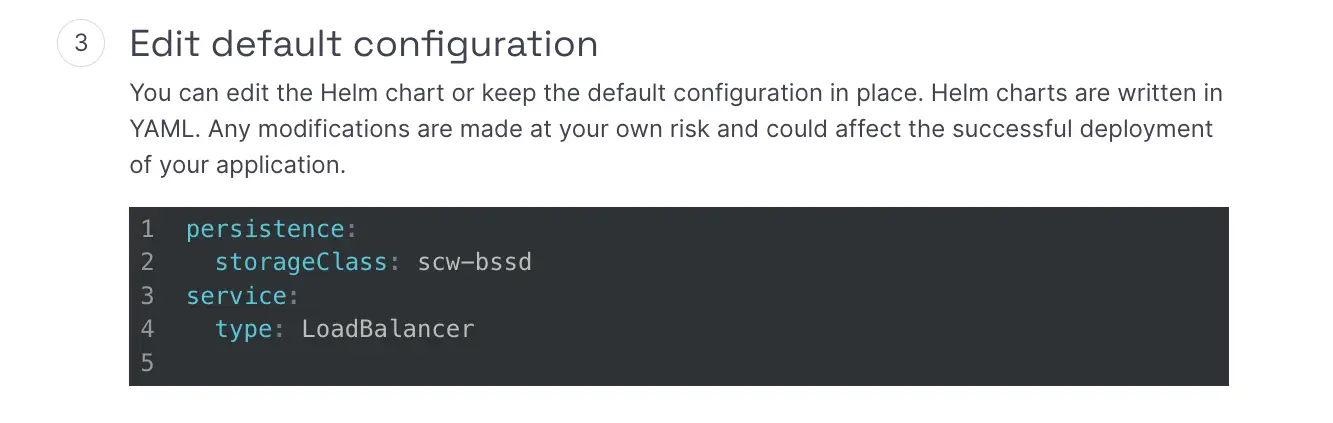 3 Edit default configuration
You can edit the Helm chart or keep the default configuration in place. Helm charts are written in
YAML. Any modifications are made at your own risk and could affect the successful deployment
of your application.
1 persistence:
2   storageClass: scw-bssd
3 service:
4   type: LoadBalancer
5